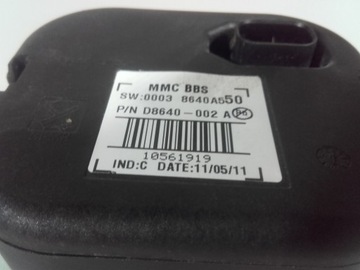 MMC BBS
SW:0003 8640A550
P/N D8640-002 A
10561919
IND:C DATE:11/05/11